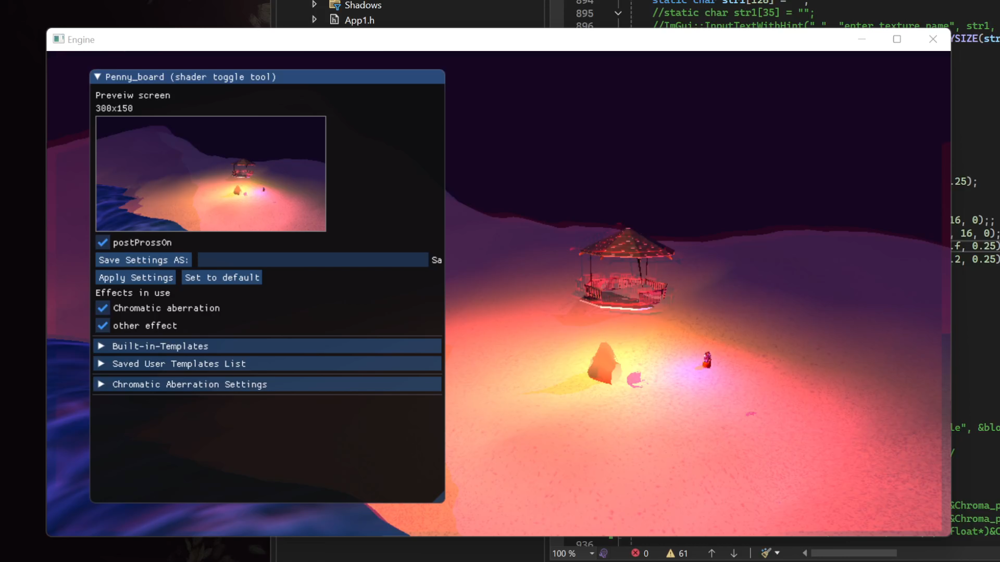 Shadows
App1.h
894
static char str1[128] = "";
895
//static char str1[35] = "";
896
//ImGui::InputTextWithHint(" ", "enter texture name", str1,
YSIZE(str
Engine
Penny_board (shader toggle tool)
Preveiw screen
300x150
postProssOn
Save Settings AS:
Sa
Apply Settings
Set to default
Effects in use
Chromatic aberration
other effect
Built-in-Templates
Saved User Templates List
Chromatic Aberration Settings
.25);
16, 0);;
, 16, 0);
.f, 0.25)
.2, 0.25)
le", &blo
/
&Chroma_p
&Chroma_p
float*)&C
936
100 %
0
61